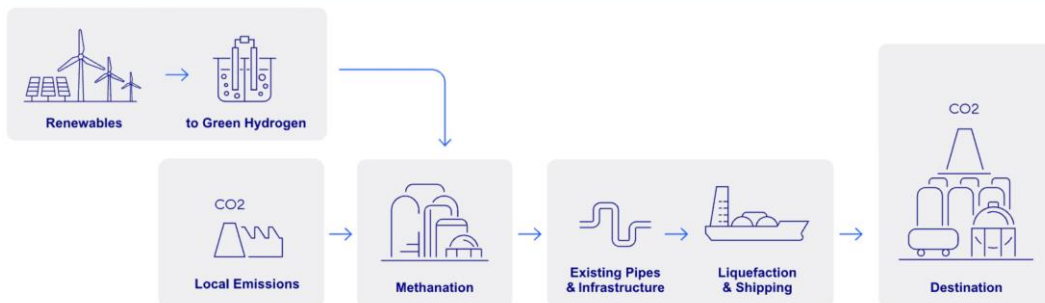 Renewables
to Green Hydrogen
CO2
Local Emissions
Methanation
Existing Pipes
& Infrastructure
Liquefaction
& Shipping
CO2
Destination